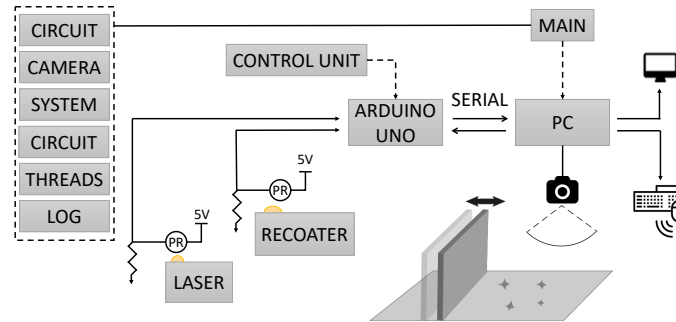 CIRCUIT
CAMERA
SYSTEM
CIRCUIT
THREADS
LOG
MAIN
CONTROL UNIT
ARDUINO
UNO
SERIAL
PC
5V
PR
RECOATER
5V
PR
LASER